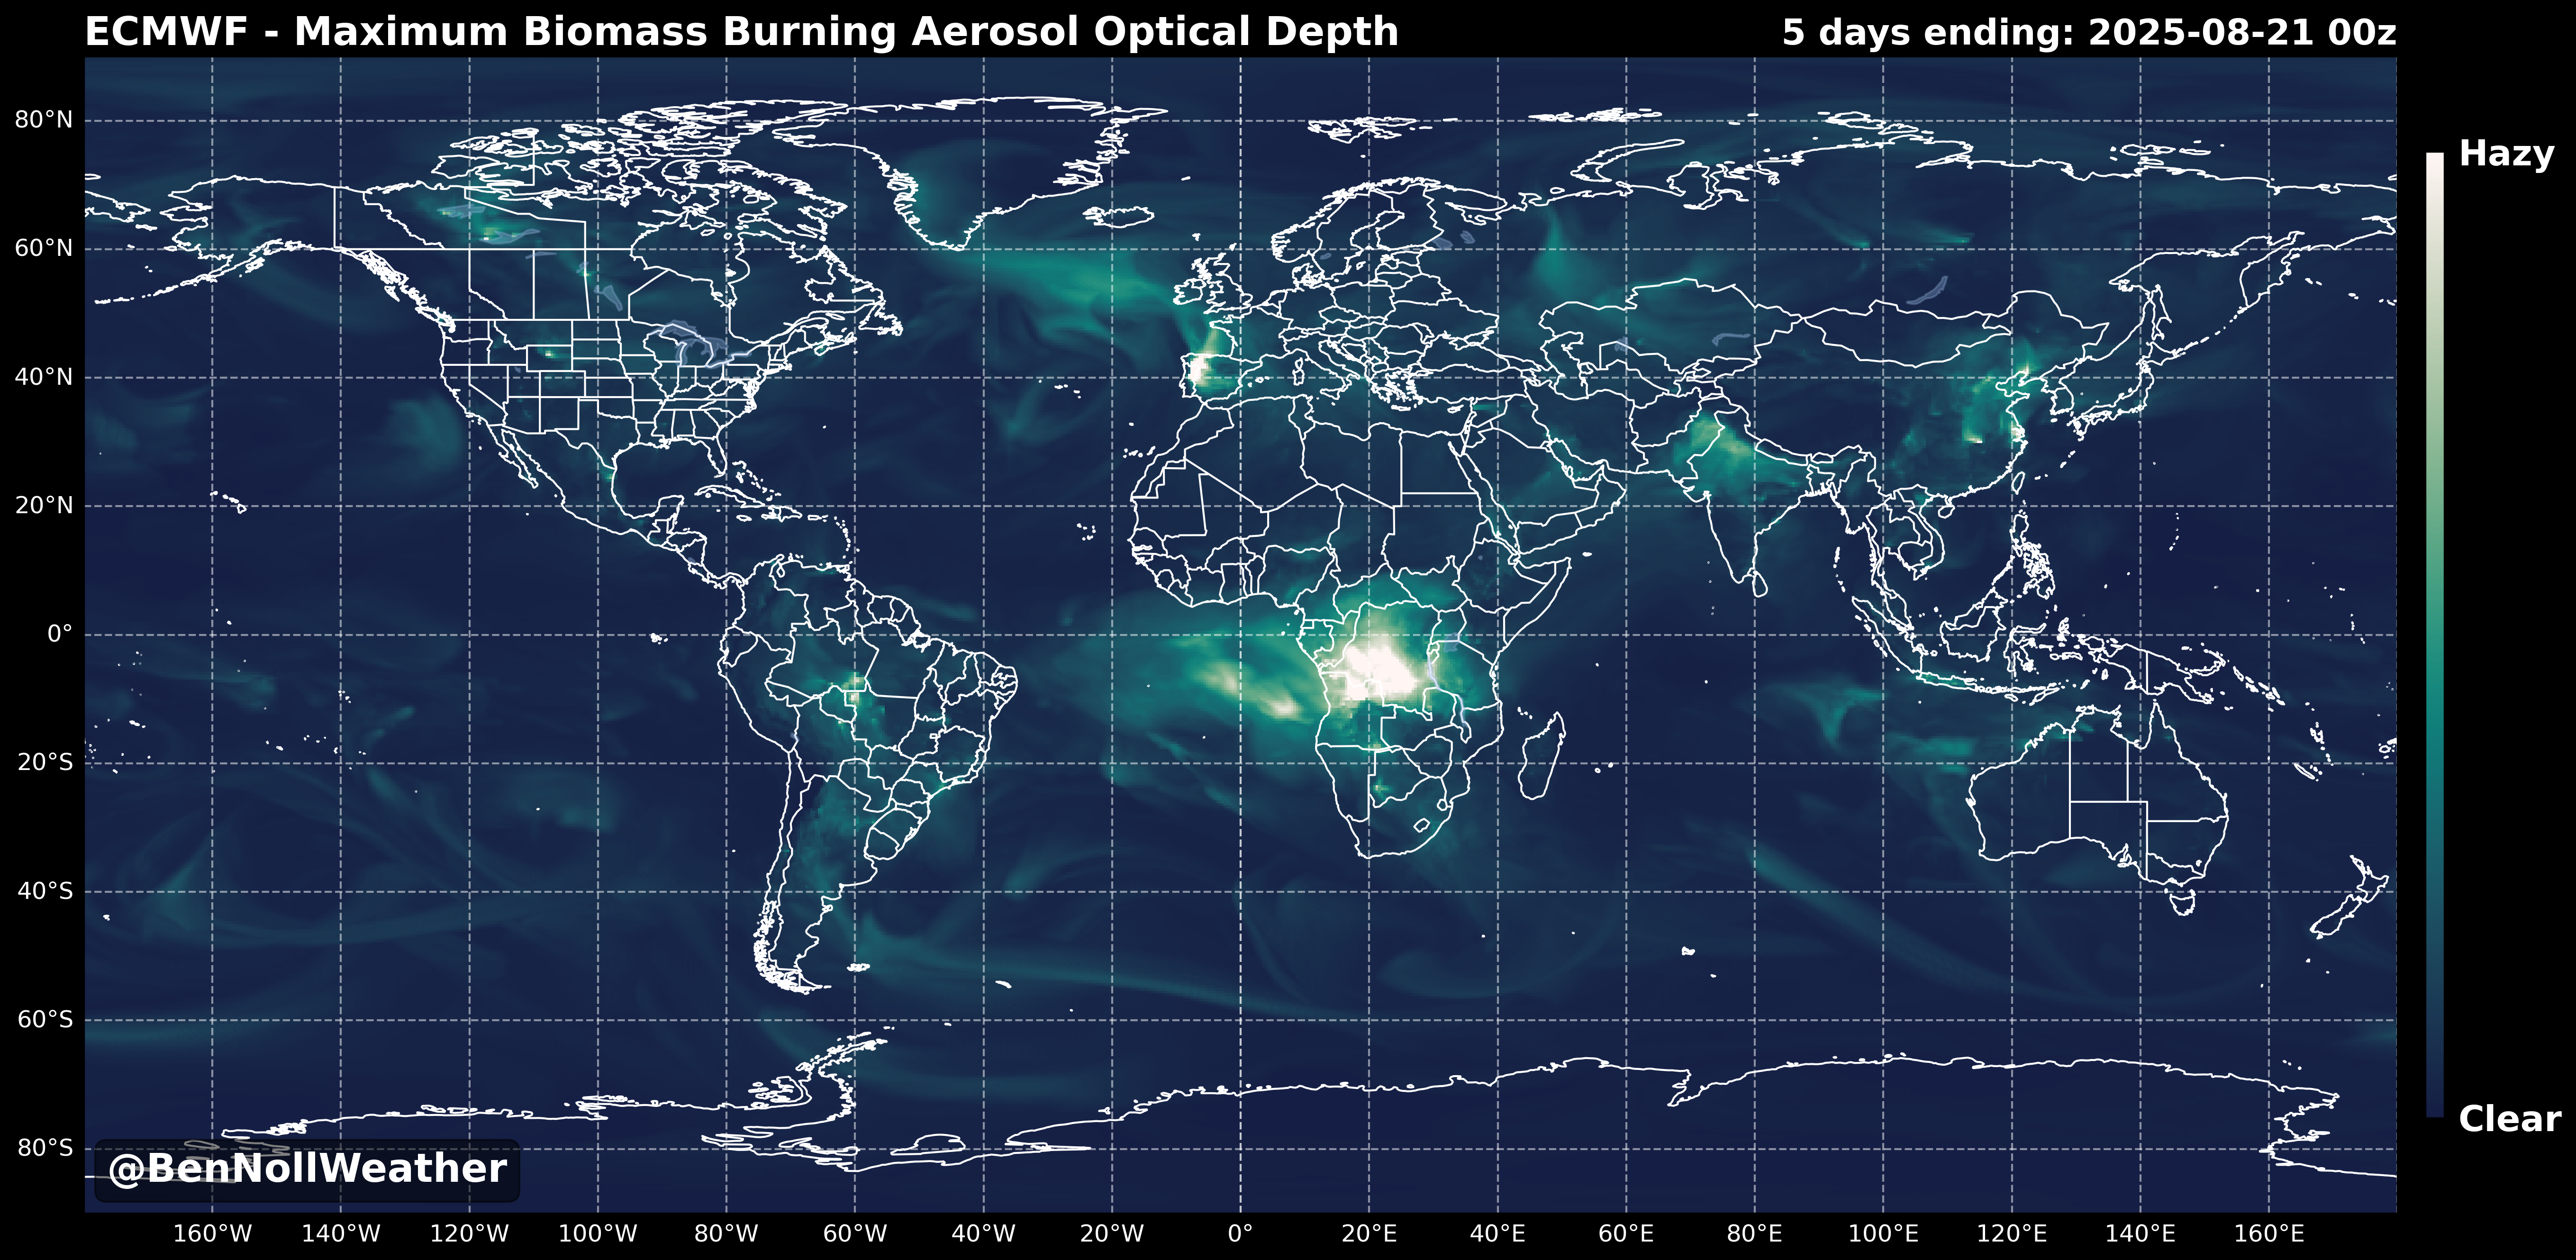 ECMWF - Maximum Biomass Burning Aerosol Optical Depth
5 days ending: 2025-08-21 00z
Hazy
80°N
60°N
40°N
20°N
0°
20°S
40°S
60°S
80°S
Clear
@BenNollWeather
160°W 140°W 120°W 100°W 80°W 60°W 40°W 20°W 0° 20°E 40°E 60°E 80°E 100°E 120°E 140°E 160°E